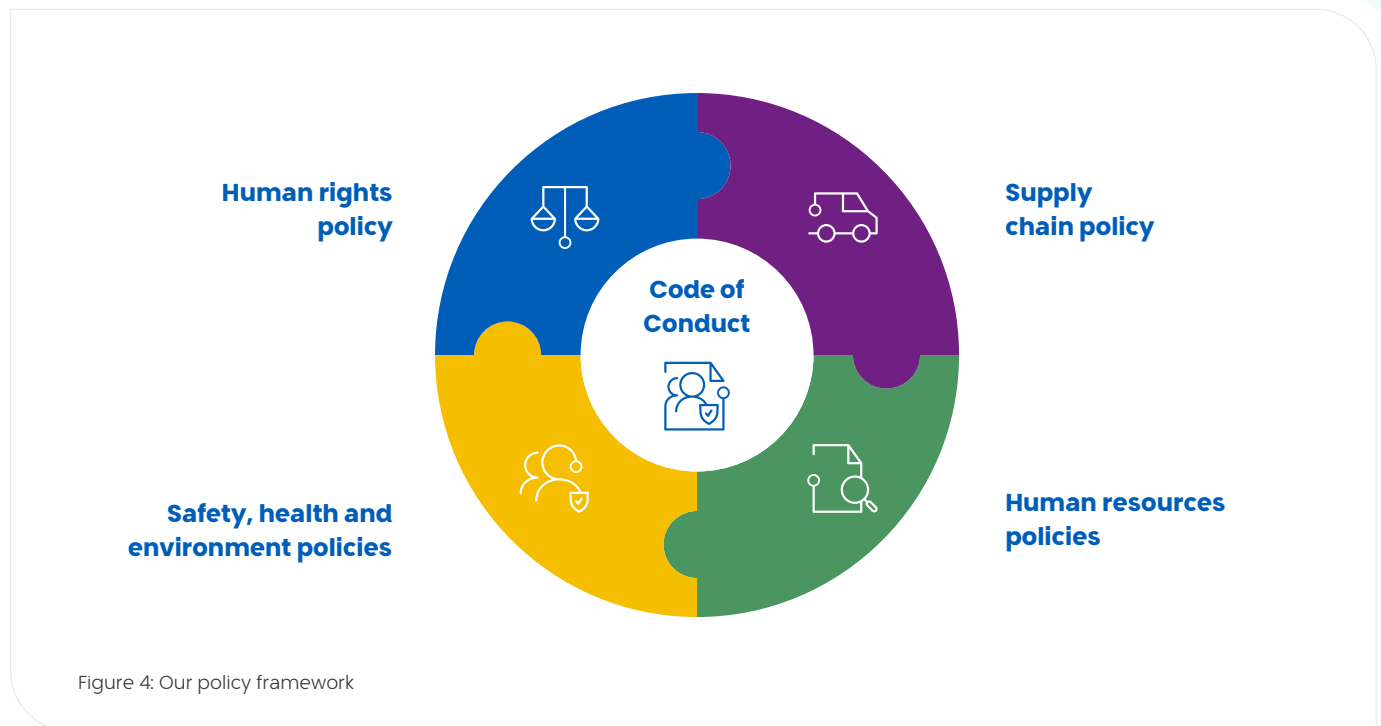 Human rights
policy
Supply
chain policy
Code of
Conduct
Safety, health and
environment policies
Human resources
policies
Figure 4: Our policy framework